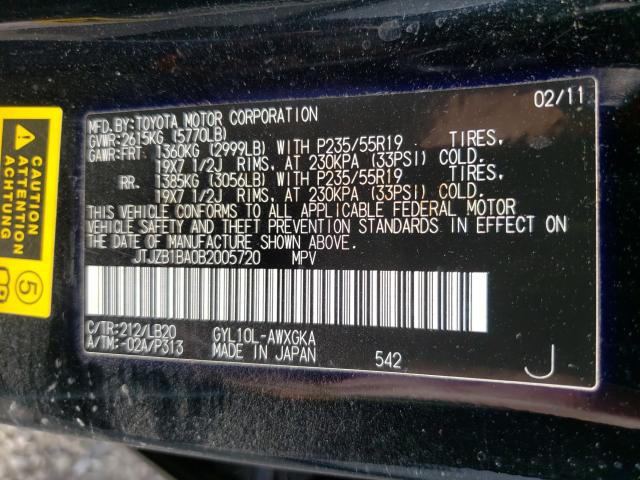 02/11
MFD.BY:TOYOTA MOTOR CORPORATION
GVWR:2615KG (5770LB)
GAWR:FRT 1360KG (2999LB) WITH P235/55R19 TIRES,
19X7 1/2J RIMS, AT 230KPA (33PSI) COLD.
RR. 1385KG (3056LB) WITH P235/55R19 TIRES,
19X7 1/2J RIMS, AT 230KPA (33PSI) COLD.
THIS VEHICLE CONFORMS TO ALL APPLICABLE FEDERAL MOTOR
VEHICLE SAFETY AND THEFT PREVENTION STANDARDS IN EFFECT ON
THE DATE OF MANUFACTURE SHOWN ABOVE.
JTJZB1BA0B2005720 MPV
C/TR:212/LB20 GYL10L-AWXGKA
A/TM:-02A/P313 MADE IN JAPAN 542 J
CAUTION
ATTENTION
5